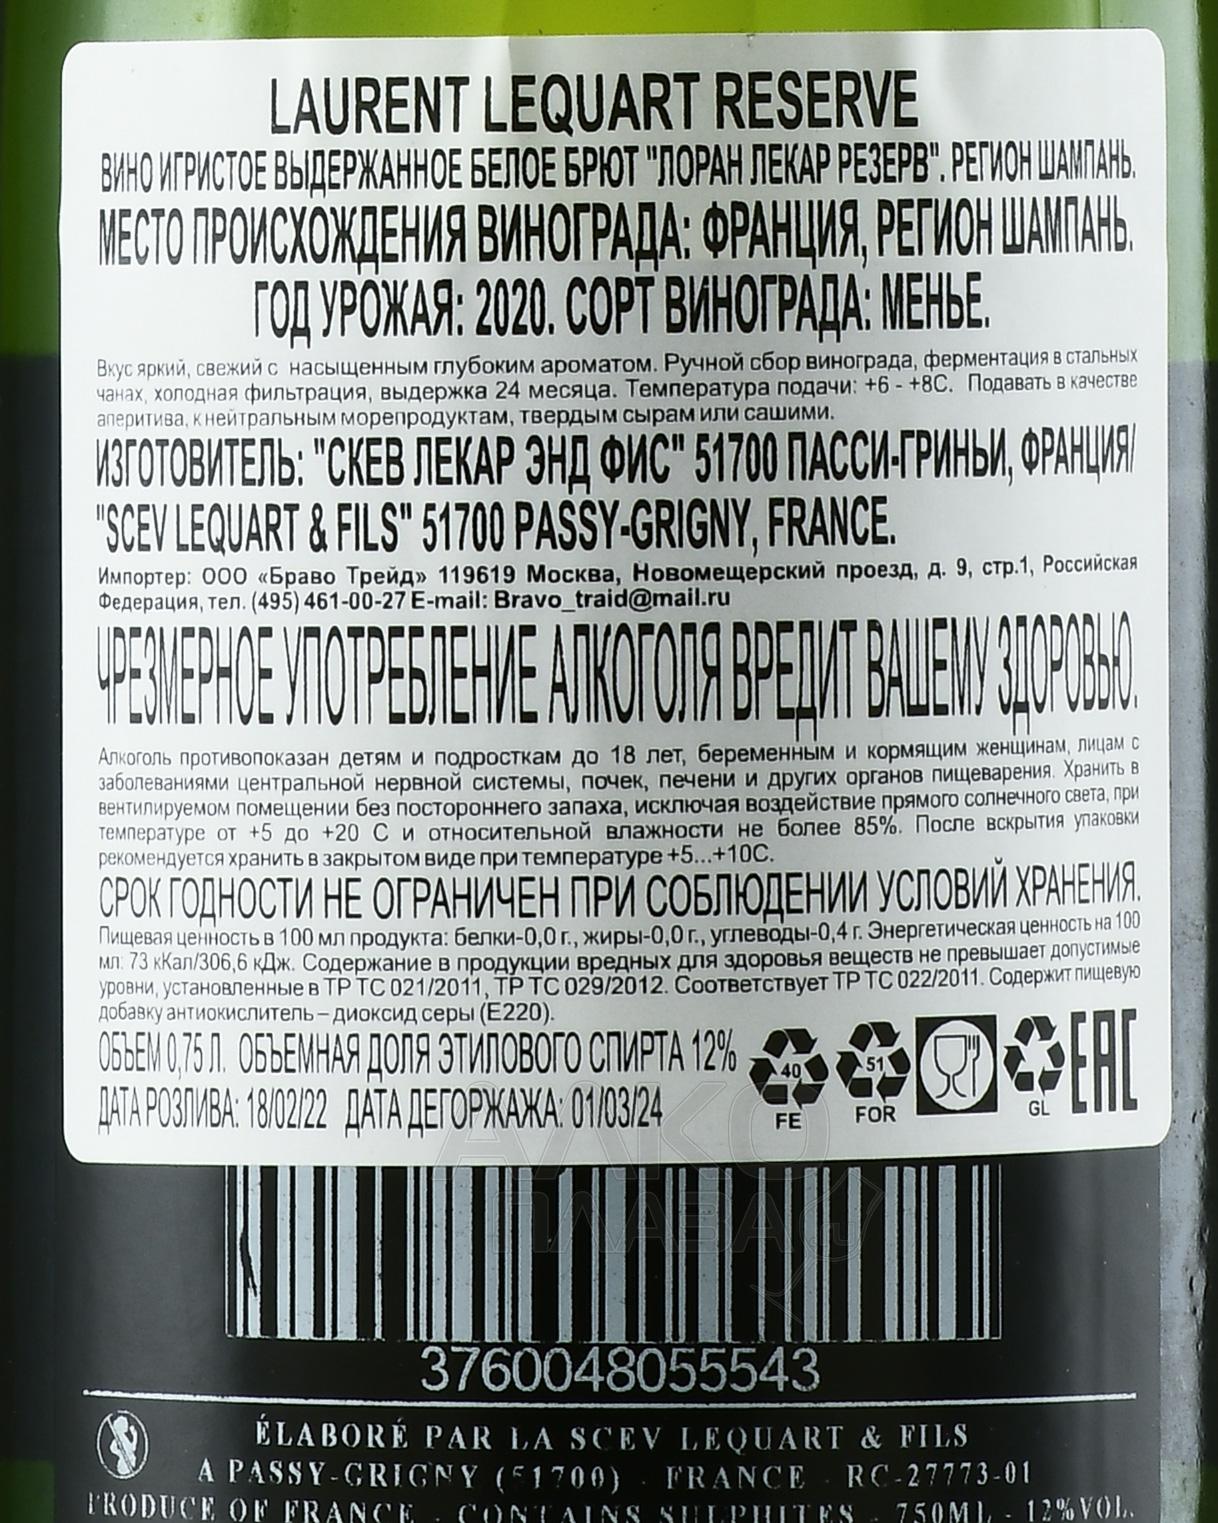 LAURENT LEQUART RESERVE
ВИНО ИГРИСТОЕ ВЫДЕРЖАННОЕ БЕЛОЕ БРЮТ "ЛОРАН ЛЕКАР РЕЗЕРВ". РЕГИОН ШАМПАНЬ.
МЕСТО ПРОИСХОЖДЕНИЯ ВИНОГРАДА: ФРАНЦИЯ, РЕГИОН ШАМПАНЬ.
ГОД УРОЖАЯ: 2020. СОРТ ВИНОГРАДА: МЕНЬЕ.
Вкус яркий, свежий с насыщенным глубоким ароматом. Ручной сбор винограда, ферментация в стальных
чанах, холодная фильтрация, выдержка 24 месяца. Температура подачи: +6 - +8С. Подавать в качестве
аперитива, к нейтральным морепродуктам, твердым сырам или сашими.
ИЗГОТОВИТЕЛЬ: "СКЕВ ЛЕКАР ЭНД ФИС" 51700 ПАССИ-ГРИНЬИ, ФРАНЦИЯ/
"SCEV LEQUART & FILS" 51700 PASSY-GRIGNY, FRANCE.
Импортер: ООО «Браво Трейд» 119619 Москва, Новомещерский проезд, д. 9, стр.1, Российская
Федерация, тел. (495) 461-00-27 E-mail: Bravo_traid@mail.ru
ЧРЕЗМЕРНОЕ УПОТРЕБЛЕНИЕ АЛКОГОЛЯ ВРЕДИТ ВАШЕМУ ЗДОРОВЬЮ.
Алкоголь противопоказан детям и подросткам до 18 лет, беременным и кормящим женщинам, лицам с
заболеваниями центральной нервной системы, почек, печени и других органов пищеварения. Хранить в
вентилируемом помещении без постороннего запаха, исключая воздействие прямого солнечного света, при
температуре от +5 до +20 С и относительной влажности не более 85%. После вскрытия упаковки
рекомендуется хранить в закрытом виде при температуре +5...+10С.
СРОК ГОДНОСТИ НЕ ОГРАНИЧЕН ПРИ СОБЛЮДЕНИИ УСЛОВИЙ ХРАНЕНИЯ.
Пищевая ценность в 100 мл продукта: белки-0,0 г., жиры-0,0 г., углеводы-0,4 г. Энергетическая ценность на 100
мл: 73 кКал/306,6 кДж. Содержание в продукции вредных для здоровья веществ не превышает допустимые
уровни, установленные в ТР ТС 021/2011, ТР ТС 029/2012. Соответствует ТР ТС 022/2011. Содержит пищевую
добавку антиокислитель – диоксид серы (Е220).
ОБЪЕМ 0,75 Л. ОБЪЕМНАЯ ДОЛЯ ЭТИЛОВОГО СПИРТА 12%
ДАТА РОЗЛИВА: 18/02/22 ДАТА ДЕГОРЖАЖА: 01/03/24
40 FE 51 FOR GL EAC
АЛКО
ПЛАЗА
3760048055543
ÉLABORÉ PAR LA SCEV LEQUART & FILS
A PASSY-GRIGNY (51700) - FRANCE - RC-27773-01
PRODUCE OF FRANCE - CONTAINS SULPHITES - 750ML - 12%VOL.